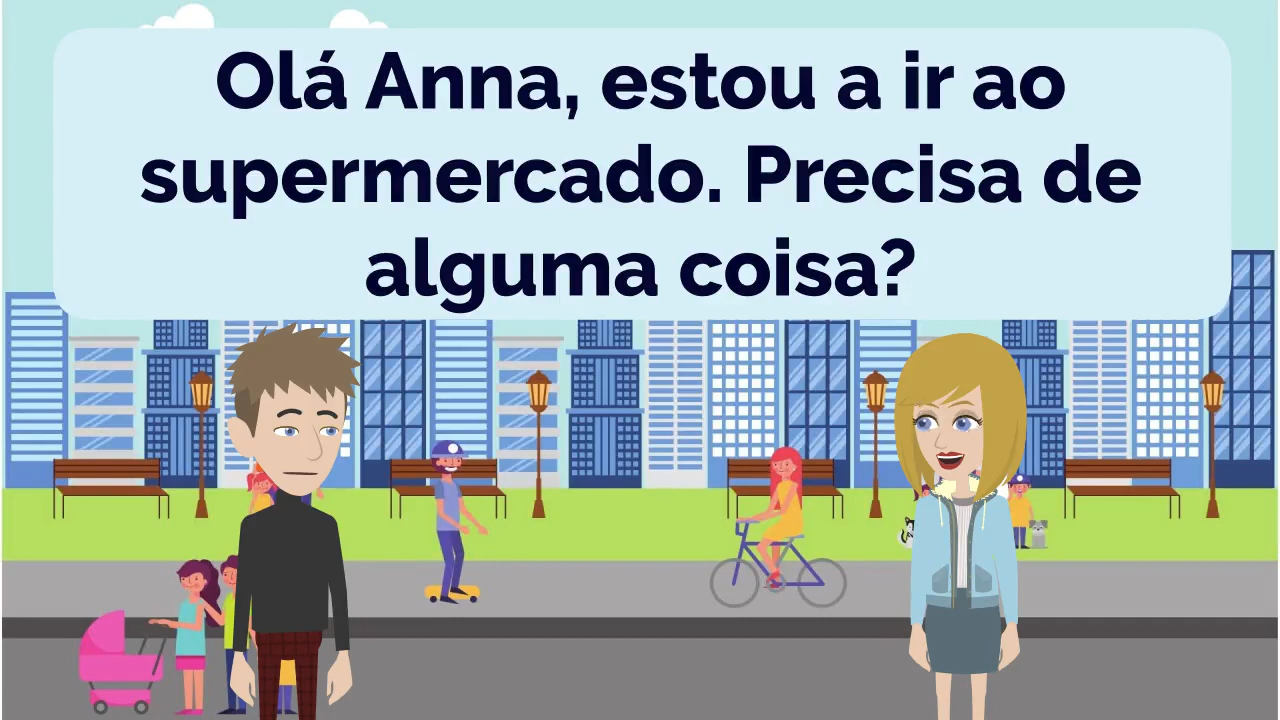 Olá Anna, estou a ir ao
supermercado. Precisa de
alguma coisa?